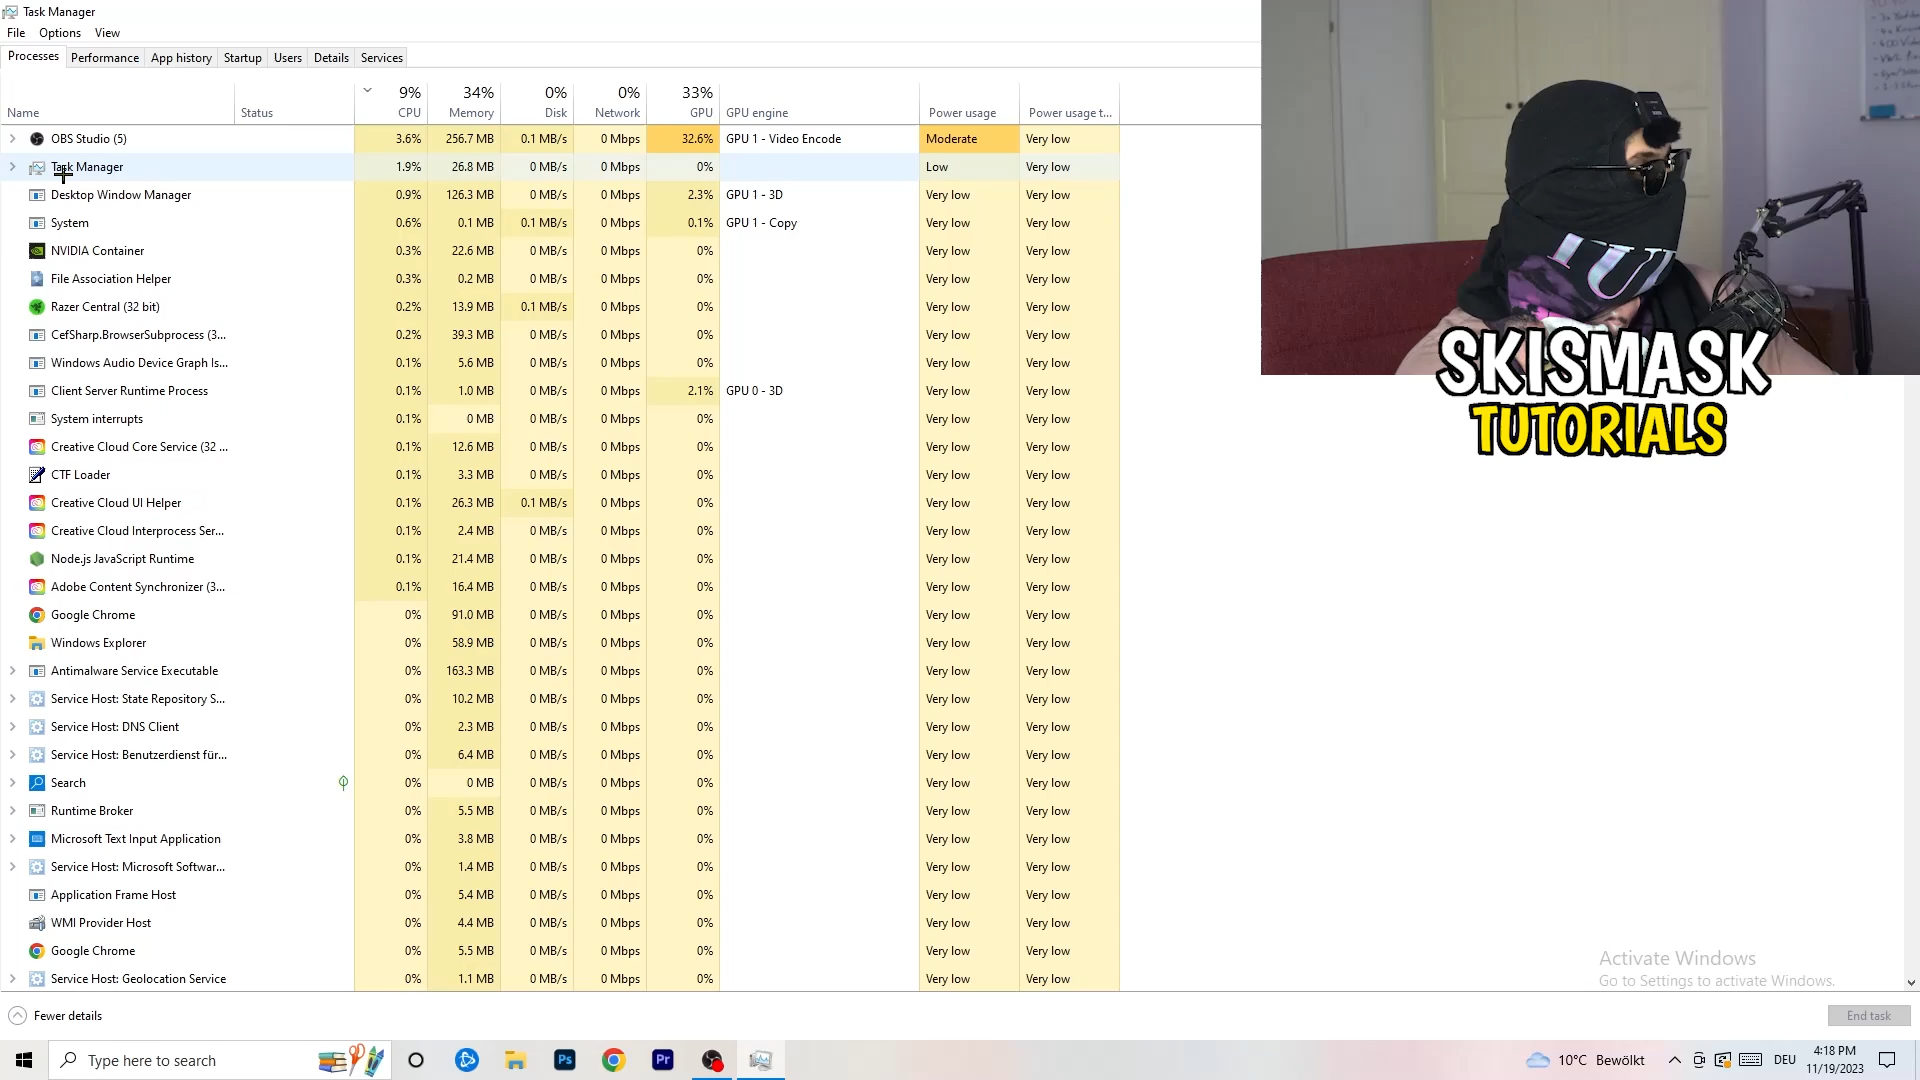 Task Manager
File Options View
Processes Performance App history Startup Users Details Services
9% 34% 0% 0% 33%
Name Status CPU Memory Disk Network GPU GPU engine Power usage Power usage t...
OBS Studio (5) 3.6% 256.7 MB 0.1 MB/s 0 Mbps 32.6% GPU 1 - Video Encode Moderate Very low
Task Manager 1.9% 26.8 MB 0 MB/s 0 Mbps 0% Low Very low
Desktop Window Manager 0.9% 126.3 MB 0 MB/s 0 Mbps 2.3% GPU 1 - 3D Very low Very low
System 0.6% 0.1 MB 0.1 MB/s 0 Mbps 0.1% GPU 1 - Copy Very low Very low
NVIDIA Container 0.3% 22.6 MB 0 MB/s 0 Mbps 0% Very low Very low
File Association Helper 0.3% 0.2 MB 0 MB/s 0 Mbps 0% Very low Very low
Razer Central (32 bit) 0.2% 13.9 MB 0.1 MB/s 0 Mbps 0% Very low Very low
CefSharp.BrowserSubprocess (3... 0.2% 39.3 MB 0 MB/s 0 Mbps 0% Very low Very low
Windows Audio Device Graph Is... 0.1% 5.6 MB 0 MB/s 0 Mbps 0% Very low Very low
Client Server Runtime Process 0.1% 1.0 MB 0 MB/s 0 Mbps 2.1% GPU 0 - 3D Very low Very low
System interrupts 0.1% 0 MB 0 MB/s 0 Mbps 0% Very low Very low
Creative Cloud Core Service (32 ... 0.1% 12.6 MB 0 MB/s 0 Mbps 0% Very low Very low
CTF Loader 0.1% 3.3 MB 0 MB/s 0 Mbps 0% Very low Very low
Creative Cloud UI Helper 0.1% 26.3 MB 0.1 MB/s 0 Mbps 0% Very low Very low
Creative Cloud Interprocess Ser... 0.1% 2.4 MB 0 MB/s 0 Mbps 0% Very low Very low
Node.js JavaScript Runtime 0.1% 21.4 MB 0 MB/s 0 Mbps 0% Very low Very low
Adobe Content Synchronizer (3... 0.1% 16.4 MB 0 MB/s 0 Mbps 0% Very low Very low
Google Chrome 0% 91.0 MB 0 MB/s 0 Mbps 0% Very low Very low
Windows Explorer 0% 58.9 MB 0 MB/s 0 Mbps 0% Very low Very low
Antimalware Service Executable 0% 163.3 MB 0 MB/s 0 Mbps 0% Very low Very low
Service Host: State Repository S... 0% 10.2 MB 0 MB/s 0 Mbps 0% Very low Very low
Service Host: DNS Client 0% 2.3 MB 0 MB/s 0 Mbps 0% Very low Very low
Service Host: Benutzerdienst für... 0% 6.4 MB 0 MB/s 0 Mbps 0% Very low Very low
Search 0% 0 MB 0 MB/s 0 Mbps 0% Very low Very low
Runtime Broker 0% 5.5 MB 0 MB/s 0 Mbps 0% Very low Very low
Microsoft Text Input Application 0% 3.8 MB 0 MB/s 0 Mbps 0% Very low Very low
Service Host: Microsoft Softwar... 0% 1.4 MB 0 MB/s 0 Mbps 0% Very low Very low
Application Frame Host 0% 5.4 MB 0 MB/s 0 Mbps 0% Very low Very low
WMI Provider Host 0% 4.4 MB 0 MB/s 0 Mbps 0% Very low Very low
Google Chrome 0% 5.5 MB 0 MB/s 0 Mbps 0% Very low Very low
Service Host: Geolocation Service 0% 1.1 MB 0 MB/s 0 Mbps 0% Very low Very low
SKISMASK
TUTORIALS
Activate Windows
Go to Settings to activate Windows.
Fewer details End task
Type here to search Ps Pr 10°C Bewölkt DEU 4:18 PM
11/19/2023